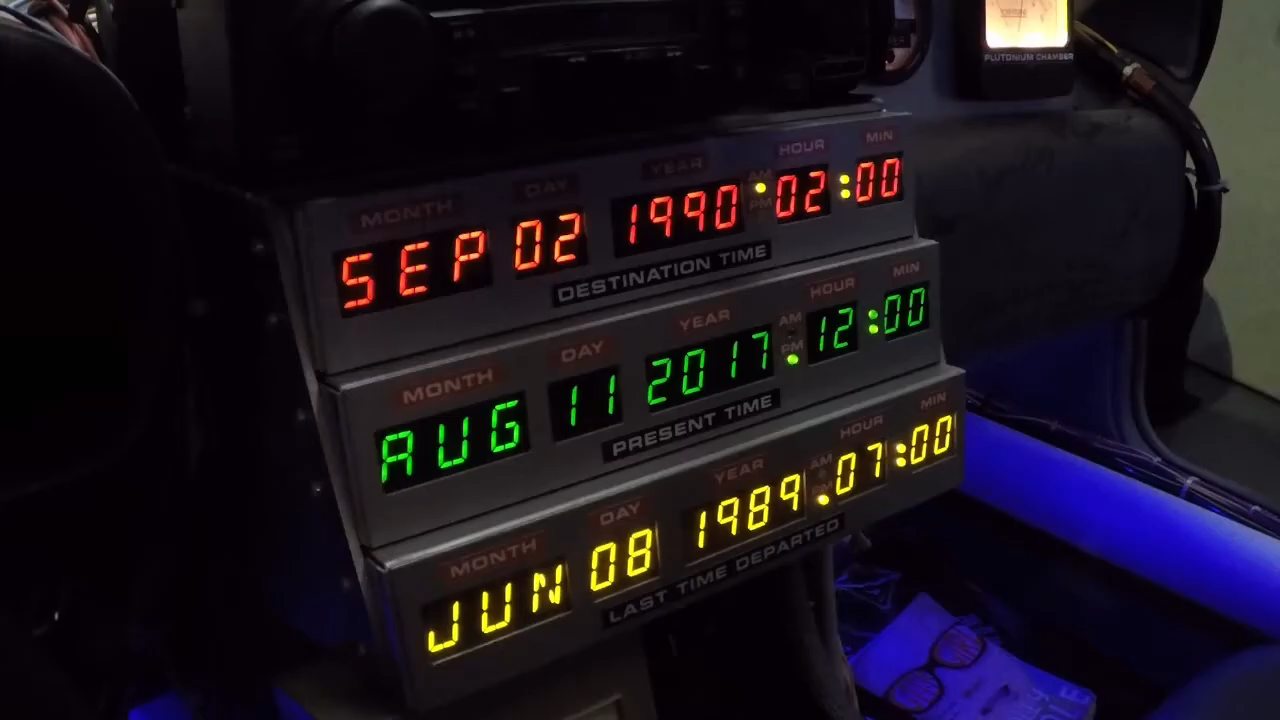 PLUTONIUM CHAMBER
MONTH DAY YEAR AM PM HOUR MIN
SEP 02 1990 02:00
DESTINATION TIME
MONTH DAY YEAR AM PM HOUR MIN
AUG 11 2017 12:00
PRESENT TIME
MONTH DAY YEAR AM PM HOUR MIN
JUN 08 1989 07:00
LAST TIME DEPARTED